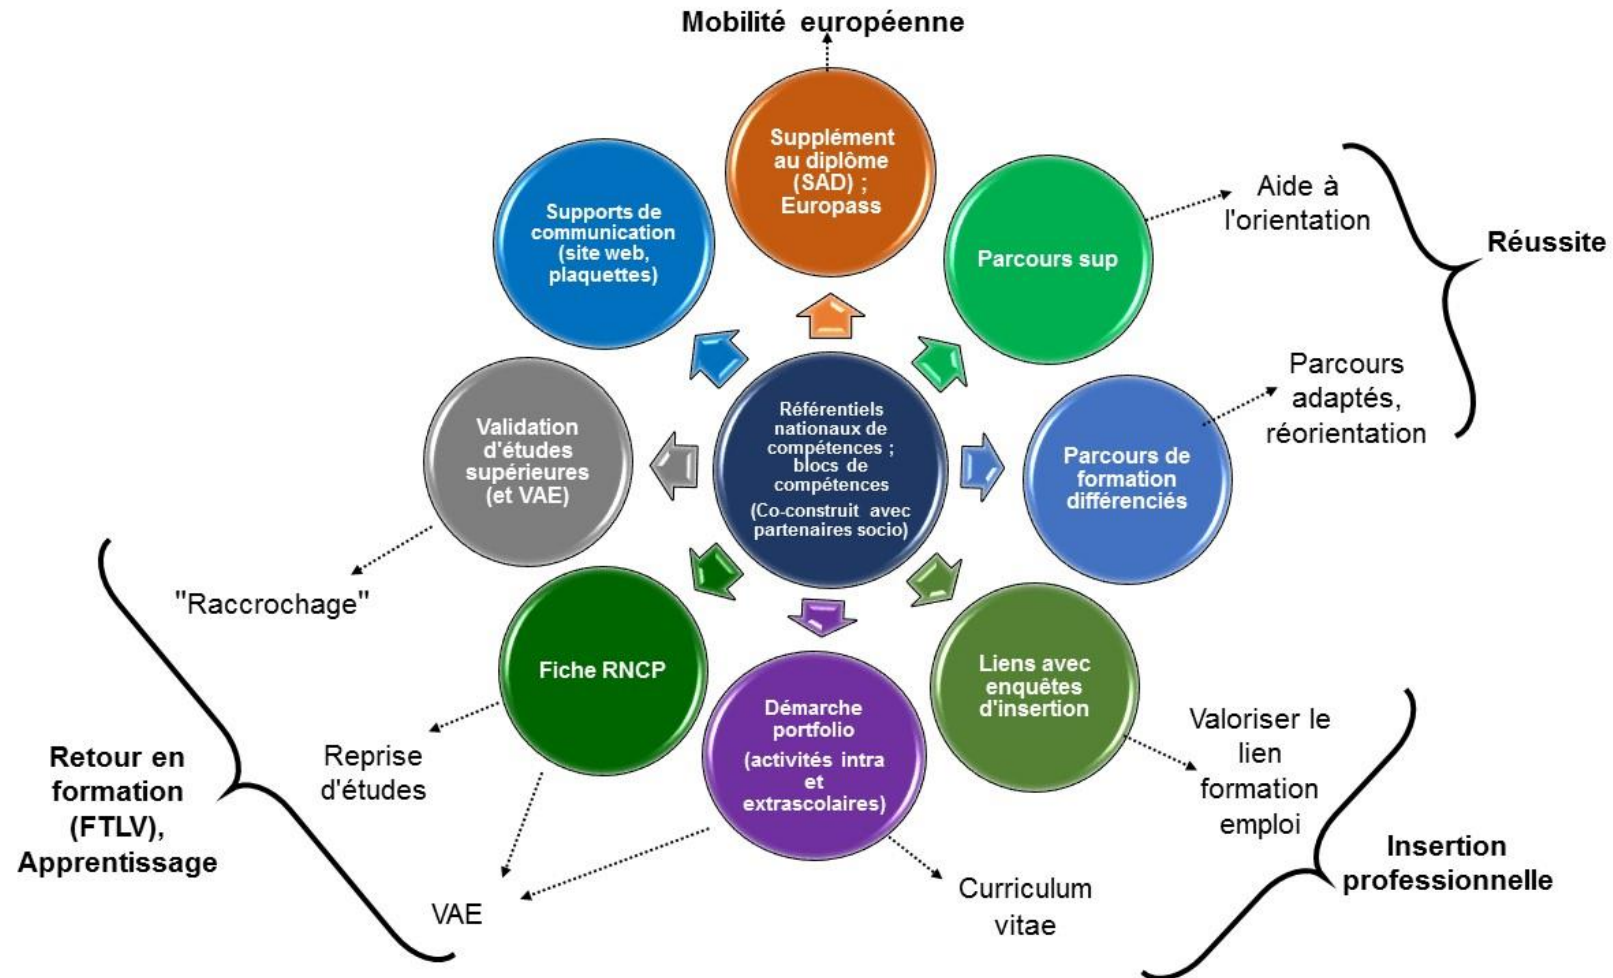 Mobilité européenne
Supplément
au diplôme
(SAD) ;
Europass
Supports de
communication
(site web,
plaquettes)
Parcours sup
Aide à
l'orientation
Réussite
Parcours
adaptés,
réorientation
Validation
d'études
supérieures
(et VAE)
Référentiels
nationaux de
compétences ;
blocs de
compétences
(Co-construit avec
partenaires socio)
Parcours de
formation
différenciés
"Raccrochage"
Fiche RNCP
Liens avec
enquêtes
d'insertion
Démarche
portfolio
(activités intra
et
extrascolaires)
Valoriser le
lien
formation
emploi
Reprise
d'études
Retour en
formation
(FTLV),
Apprentissage
Insertion
professionnelle
VAE
Curriculum
vitae